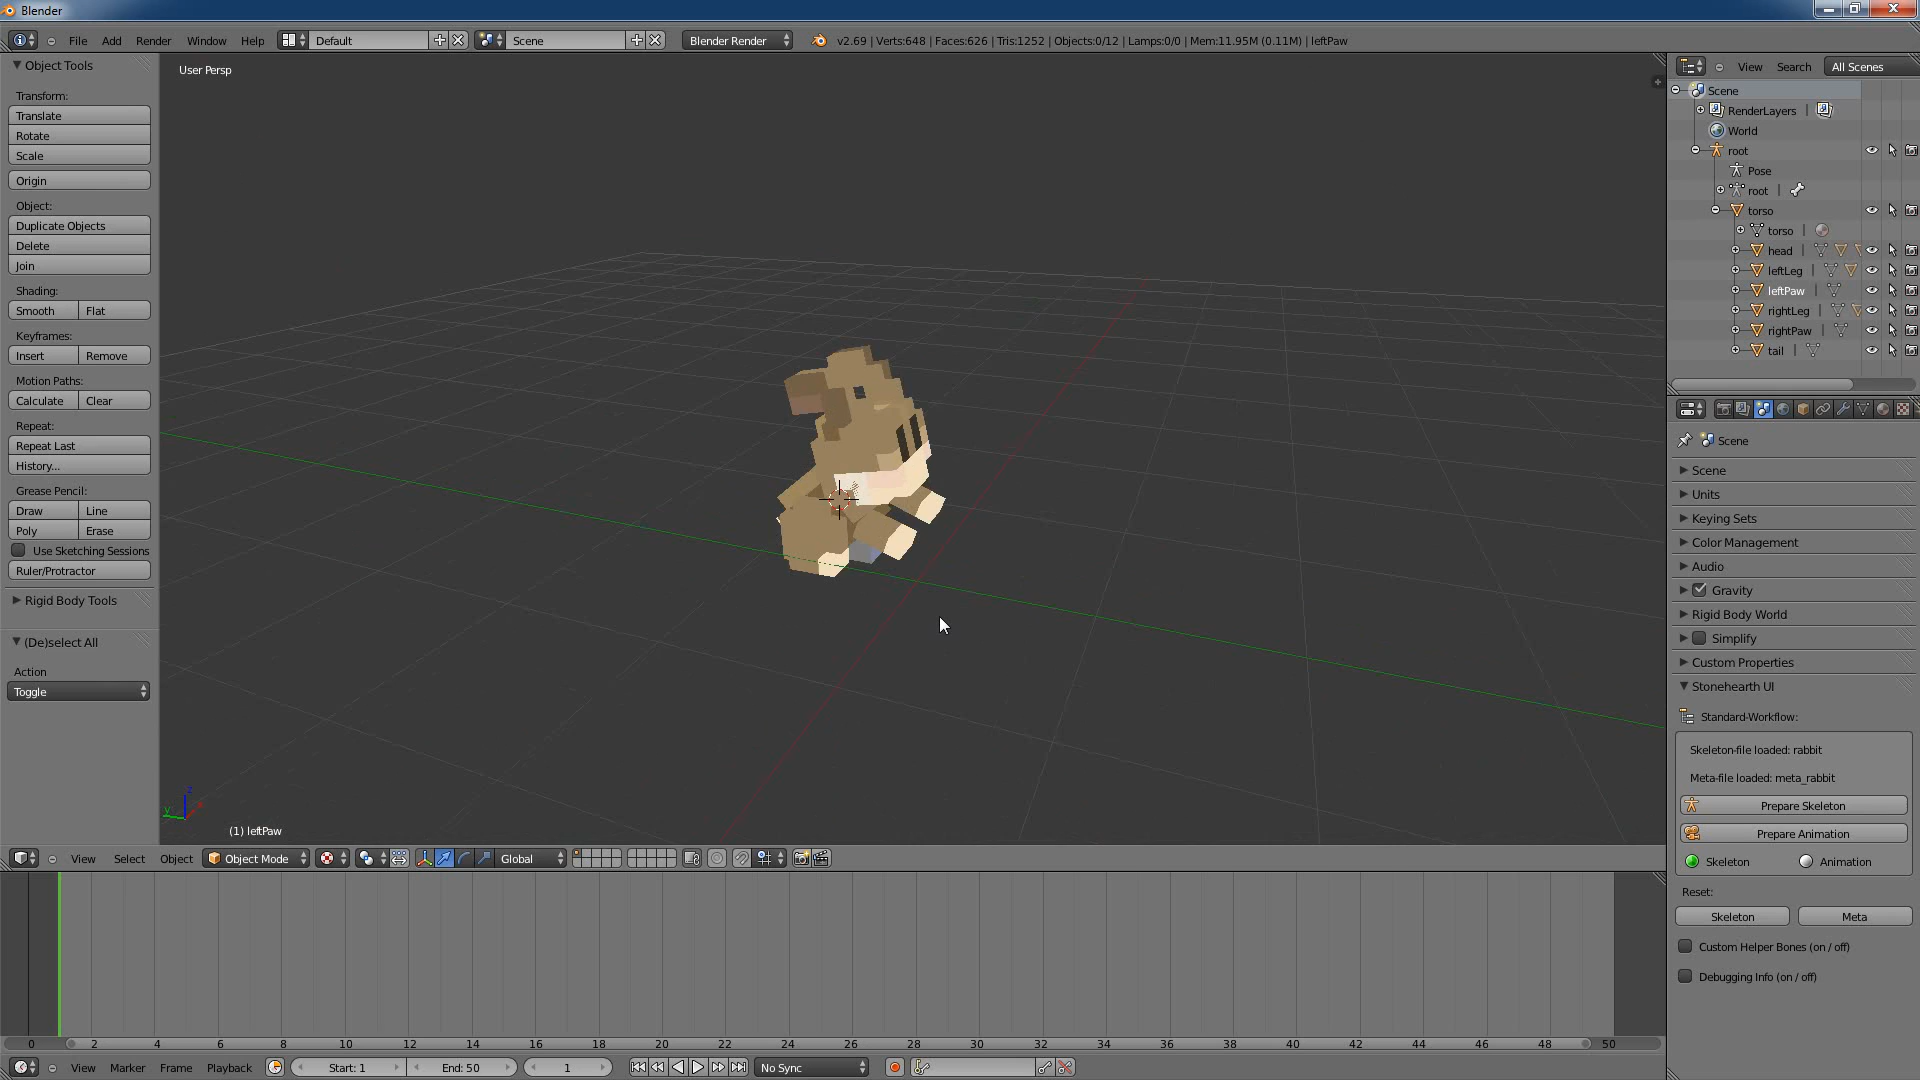 Blender
File Add Render Window Help Default Scene Blender Render v2.69 | Verts:648 | Faces:626 | Tris:1252 | Objects:0/12 | Lamps:0/0 | Mem:11.95M (0.11M) | leftPaw
Object Tools
Transform:
Translate
Rotate
Scale
Origin
Object:
Duplicate Objects
Delete
Join
Shading:
Smooth Flat
Keyframes:
Insert Remove
Motion Paths:
Calculate Clear
Repeat:
Repeat Last
History...
Grease Pencil:
Draw Line
Poly Erase
Use Sketching Sessions
Ruler/Protractor
Rigid Body Tools
(De)select All
Action
Toggle
User Persp
z
y
x
(1) leftPaw
View Select Object Object Mode Global
0 2 4 6 8 10 12 14 16 18 20 22 24 26 28 30 32 34 36 38 40 42 44 46 48 50
View Marker Frame Playback Start: 1 End: 50 1 No Sync
View Search All Scenes
Scene
RenderLayers |
World
root
Pose
root |
torso
torso |
head |
leftLeg |
leftPaw |
rightLeg |
rightPaw |
tail |
Scene
Scene
Units
Keying Sets
Color Management
Audio
Gravity
Rigid Body World
Simplify
Custom Properties
Stonehearth UI
Standard-Workflow:
Skeleton-file loaded: rabbit
Meta-file loaded: meta_rabbit
Prepare Skeleton
Prepare Animation
Skeleton Animation
Reset:
Skeleton Meta
Custom Helper Bones (on / off)
Debugging Info (on / off)